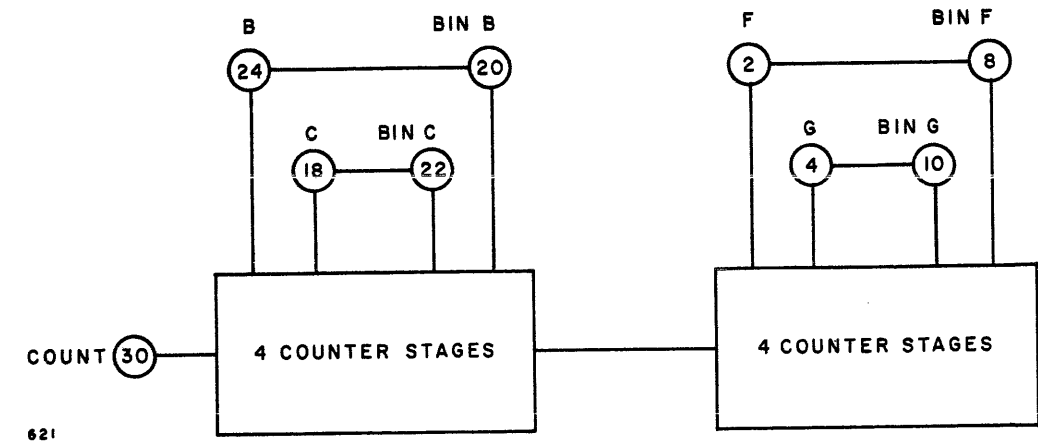 B BIN B F BIN F
24 20 2 8
C BIN C G BIN G
18 22 4 10
COUNT 30 4 COUNTER STAGES 4 COUNTER STAGES
621